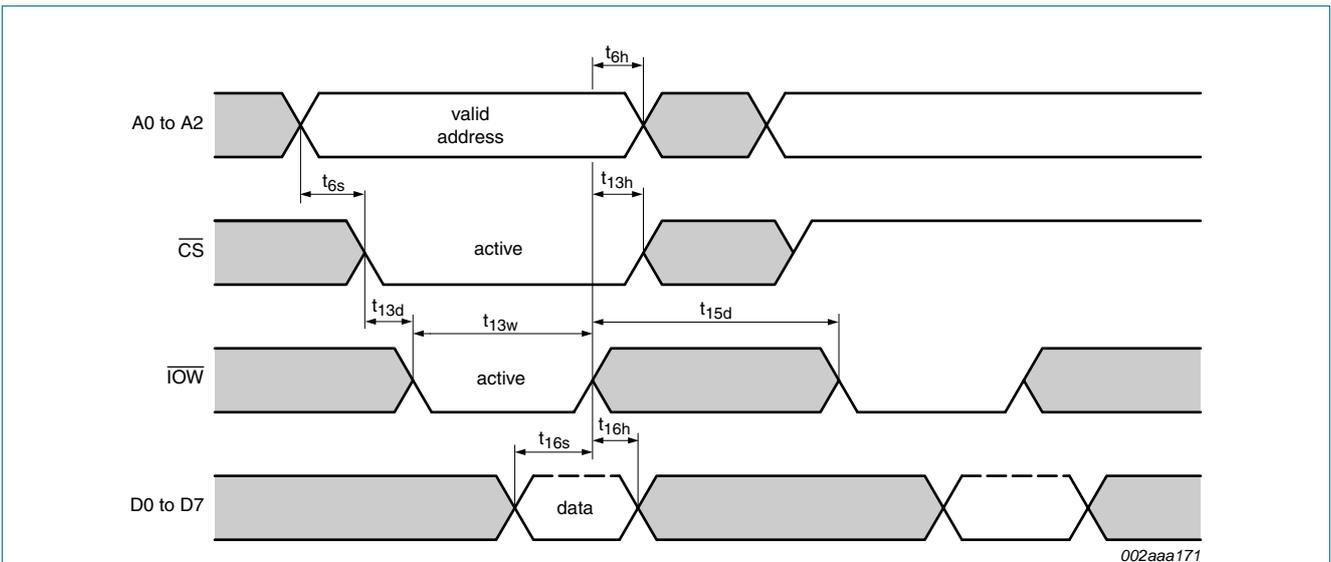 t6h
A0 to A2
valid
address
t6s
t13h
CS
active
t13d
t13w
t15d
IOW
active
t16s
t16h
D0 to D7
data
002aaa171